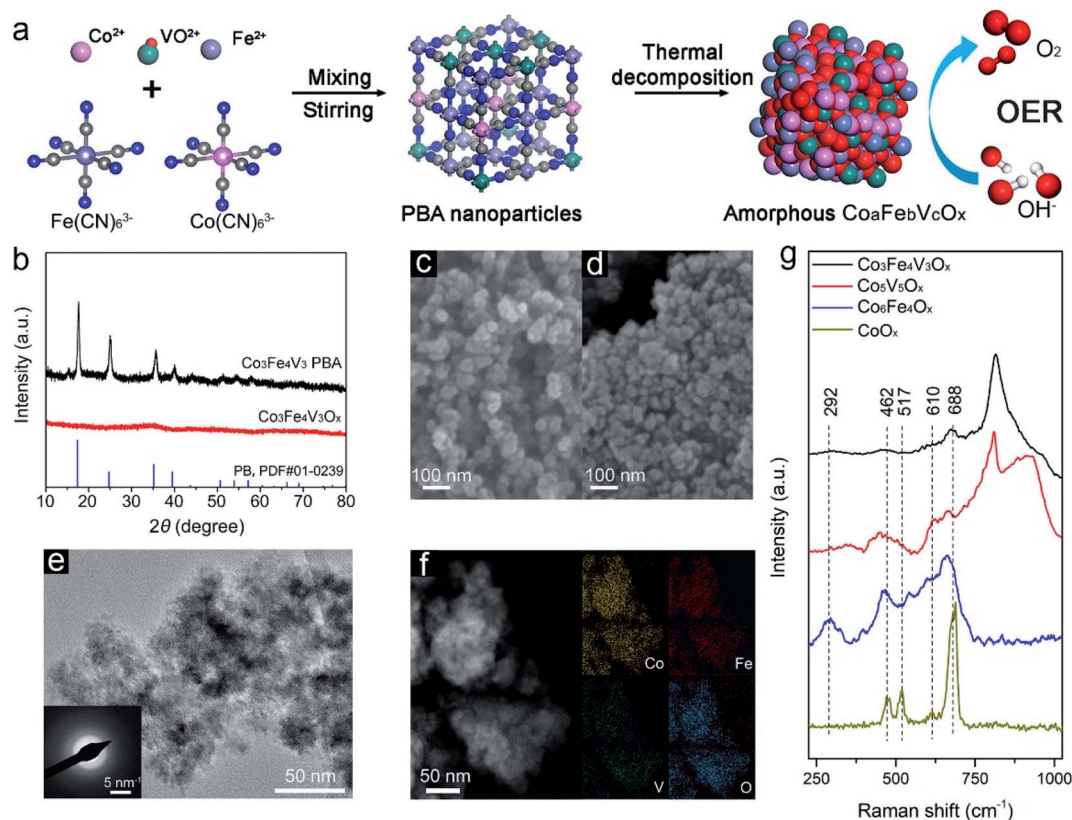 a
Co²⁺ VO²⁺ Fe²⁺
+
Fe(CN)₆³⁻ Co(CN)₆³⁻
Mixing
Stirring
PBA nanoparticles
Thermal
decomposition
Amorphous CoaFebVcOx
O₂
OER
OH⁻
b
Intensity (a.u.)
Co₃Fe₄V₃ PBA
Co₃Fe₄V₃Oₓ
PB, PDF#01-0239
10 20 30 40 50 60 70 80
2θ (degree)
c
100 nm
d
100 nm
e
5 nm⁻¹
50 nm
f
50 nm
Co
Fe
V
O
g
Co₃Fe₄V₃Oₓ
Co₅V₅Oₓ
Co₆Fe₄Oₓ
CoOₓ
292 462 517 610 688
Intensity (a.u.)
250 500 750 1000
Raman shift (cm⁻¹)